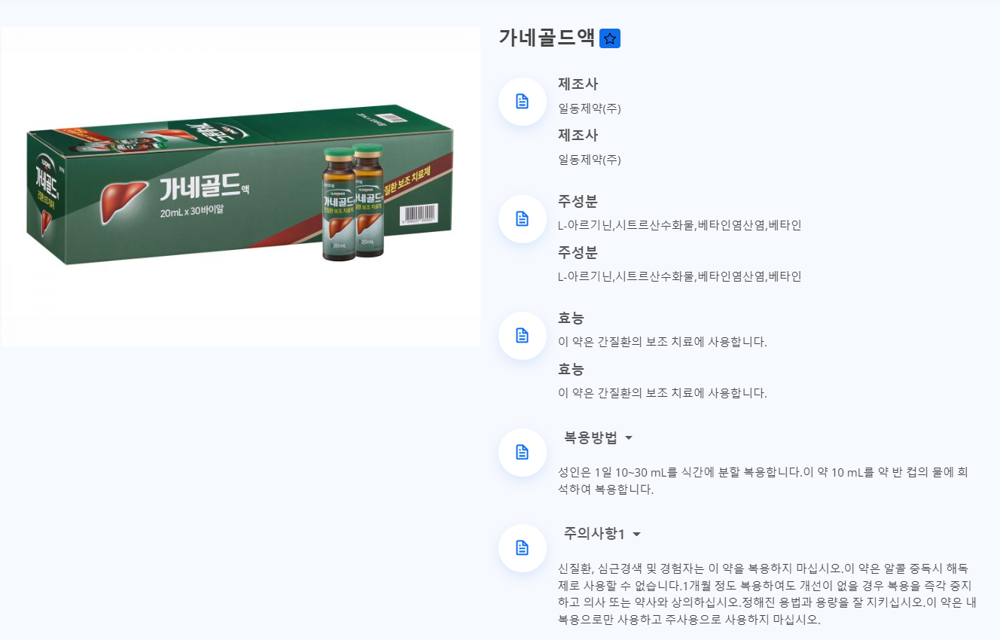 가네골드액
제조사
일동제약(주)
제조사
일동제약(주)
주성분
L-아르기닌,시트르산수화물,베타인염산염,베타인
주성분
L-아르기닌,시트르산수화물,베타인염산염,베타인
효능
이 약은 간질환의 보조 치료에 사용합니다.
효능
이 약은 간질환의 보조 치료에 사용합니다.
복용방법
성인은 1일 10~30 mL를 식간에 분할 복용합니다.이 약 10 mL를 약 반 컵의 물에 희
석하여 복용합니다.
주의사항1
신질환, 심근경색 및 경험자는 이 약을 복용하지 마십시오.이 약은 알콜 중독시 해독
제로 사용할 수 없습니다.1개월 정도 복용하여도 개선이 없을 경우 복용을 즉각 중지
하고 의사 또는 약사와 상의하십시오.정해진 용법과 용량을 잘 지키십시오.이 약은 내
복용으로만 사용하고 주사용으로 사용하지 마십시오.
가네골드액
20mL x 30바이알
가네골드액
가네골드
가네골드
20mL
가네골드
20mL
질환 보조 치료제